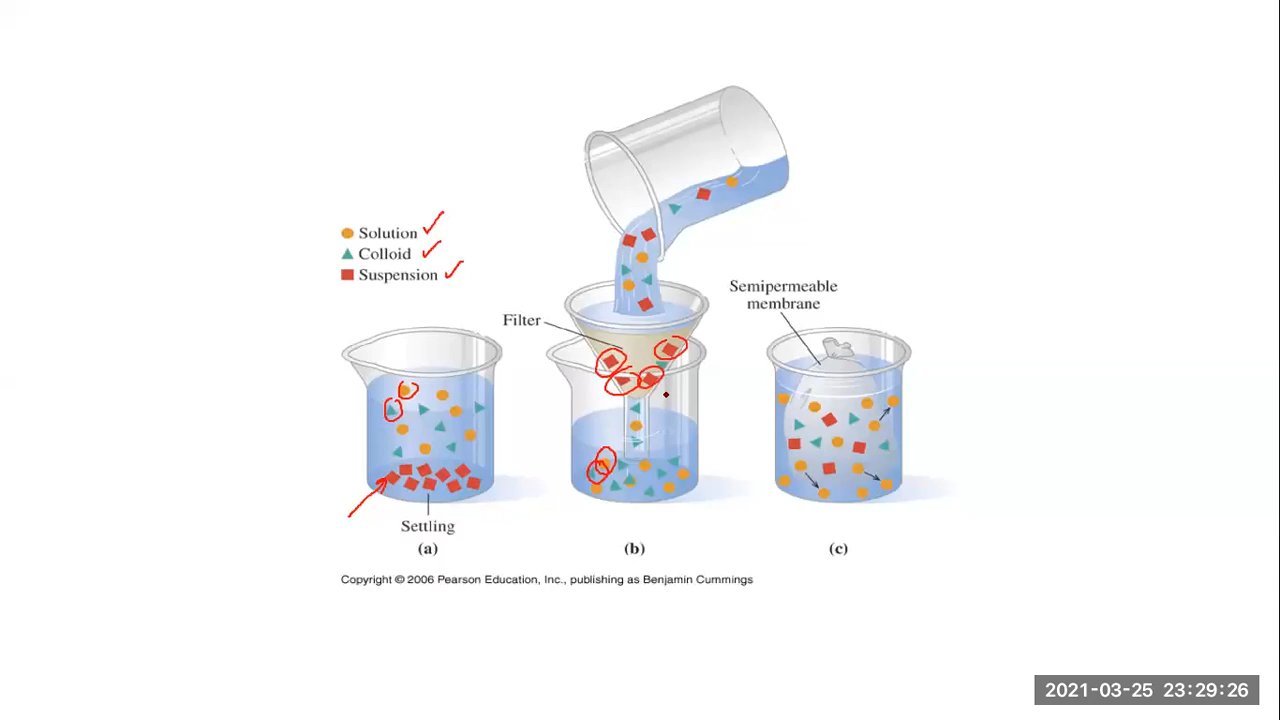 Solution
Colloid
Suspension
Semipermeable
membrane
Filter
Settling
(a)
(b)
(c)
Copyright © 2006 Pearson Education, Inc., publishing as Benjamin Cummings
2021-03-25 23:29:26